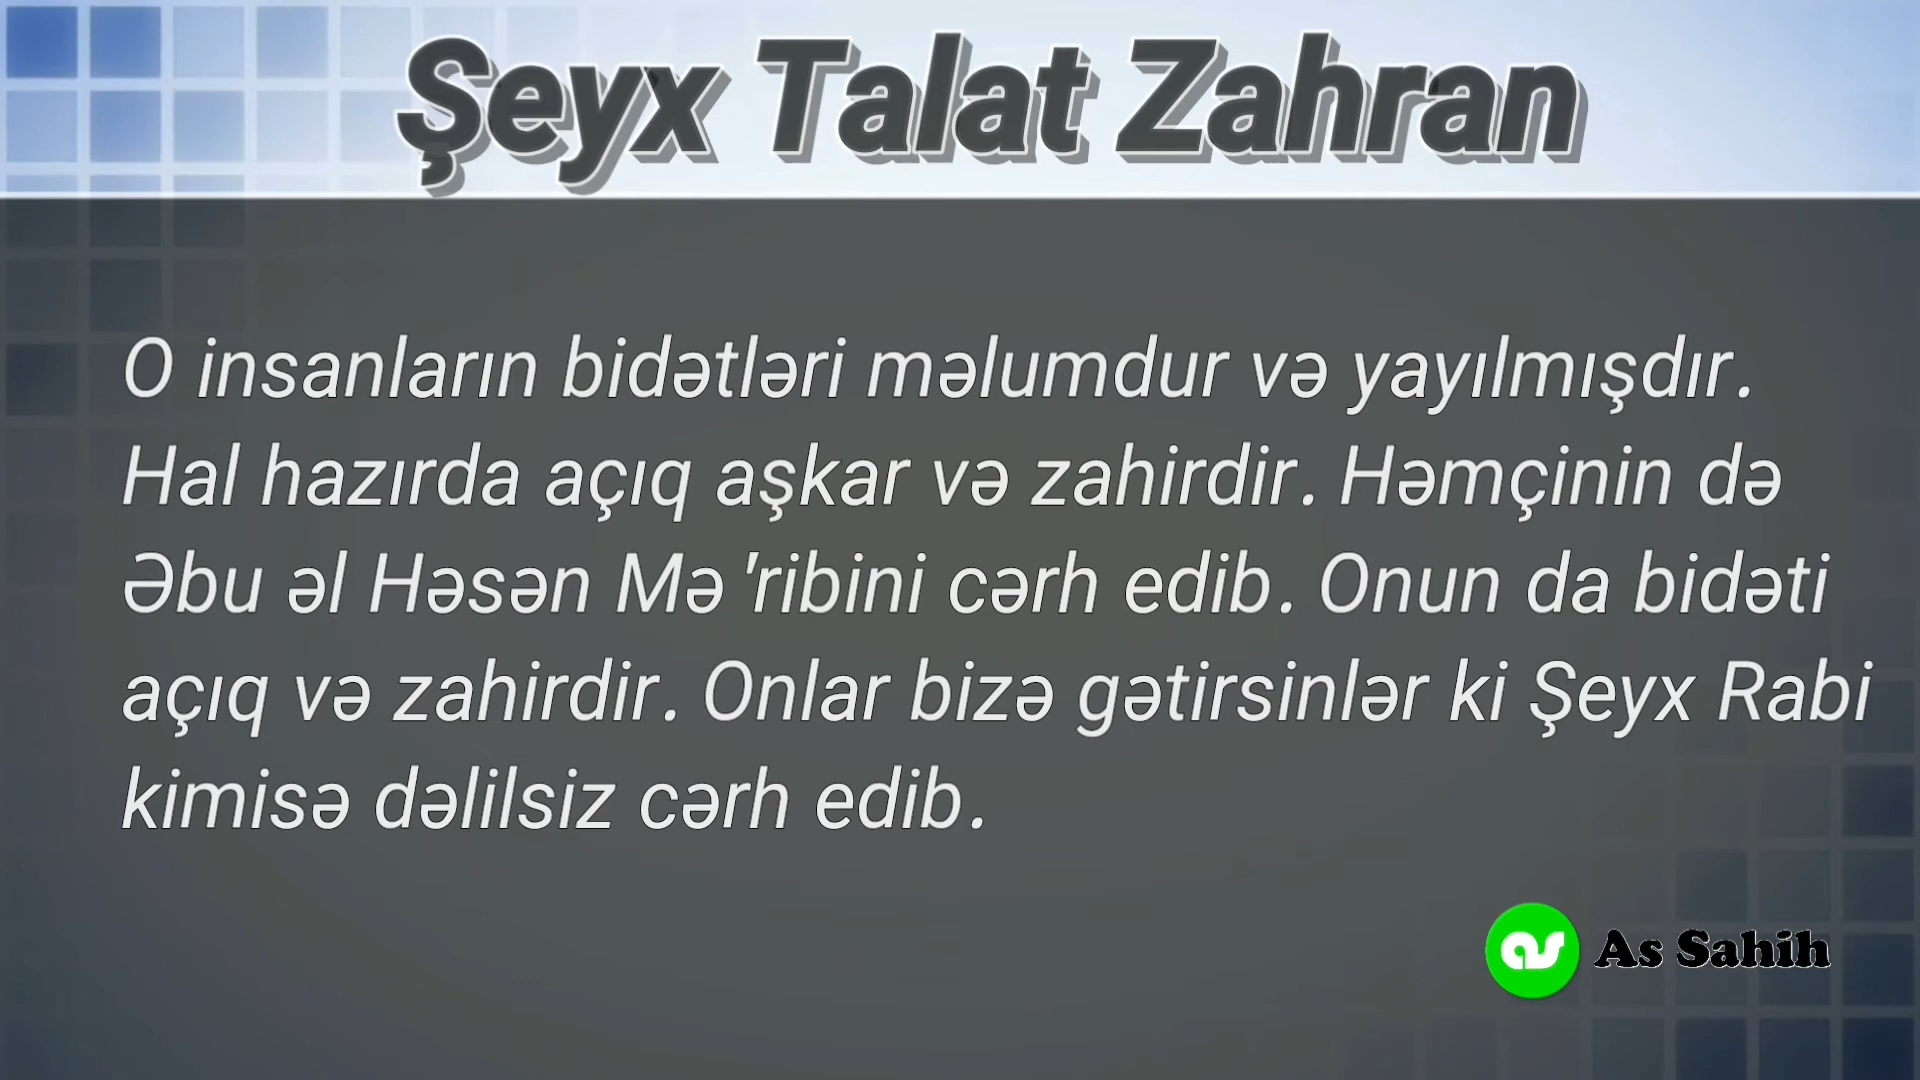 Şeyx Talat Zahran
O insanların bidətləri məlumdur və yayılmışdır.
Hal hazırda açıq aşkar və zahirdir. Həmçinin də
Əbu əl Həsən Mə'ribini cərh edib. Onun da bidəti
açıq və zahirdir. Onlar bizə gətirsinlər ki Şeyx Rabi
kimisə dəlilsiz cərh edib.
as As Sahih